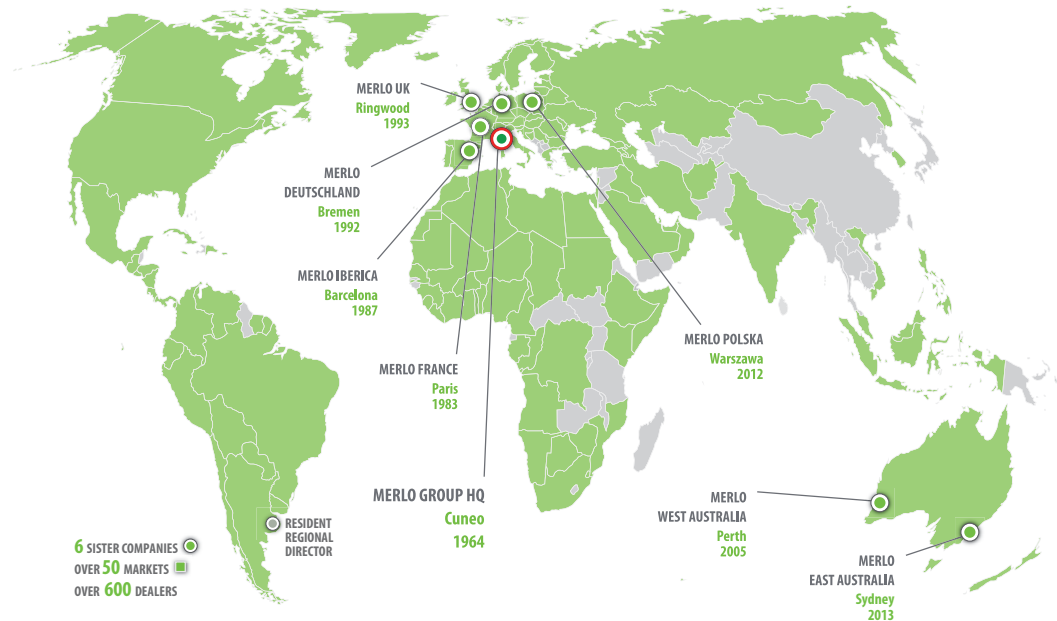 MERLO UK
Ringwood
1993
MERLO
DEUTSCHLAND
Bremen
1992
MERLO IBERICA
Barcelona
1987
MERLO FRANCE
Paris
1983
MERLO GROUP HQ
Cuneo
1964
MERLO POLSKA
Warszawa
2012
MERLO
WEST AUSTRALIA
Perth
2005
MERLO
EAST AUSTRALIA
Sydney
2013
RESIDENT
REGIONAL
DIRECTOR
6 SISTER COMPANIES
OVER 50 MARKETS
OVER 600 DEALERS